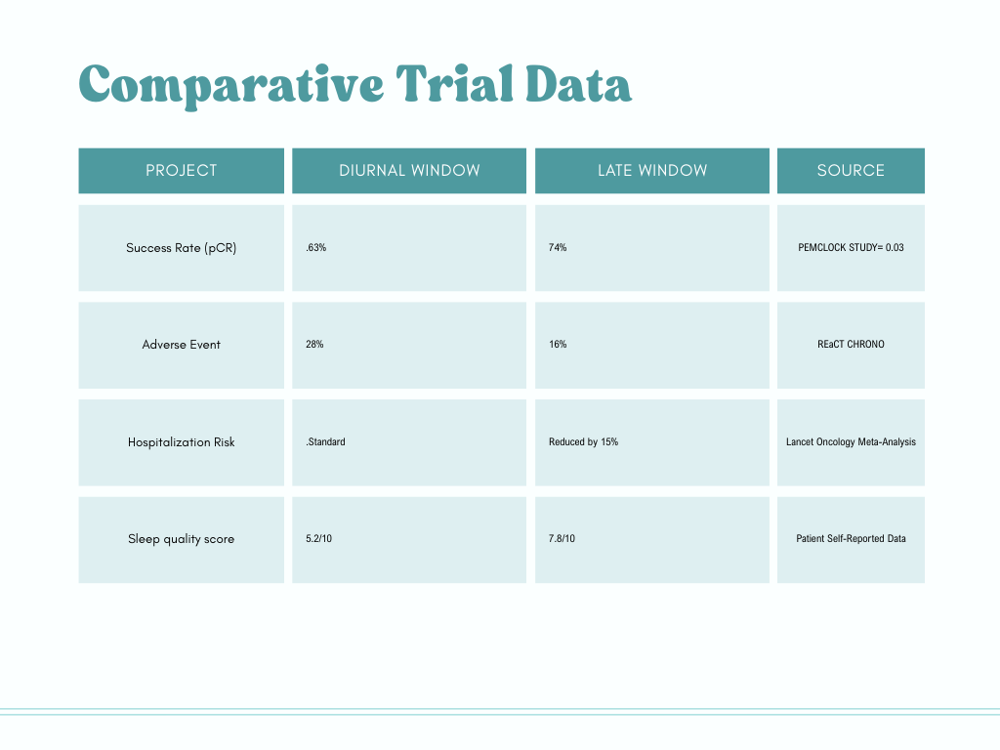 Comparative Trial Data
PROJECT DIURNAL WINDOW LATE WINDOW SOURCE
Success Rate (pCR) .63% 74% PEMCLOCK STUDY= 0.03
Adverse Event 28% 16% REaCT CHRONO
Hospitalization Risk .Standard Reduced by 15% Lancet Oncology Meta-Analysis
Sleep quality score 5.2/10 7.8/10 Patient Self-Reported Data